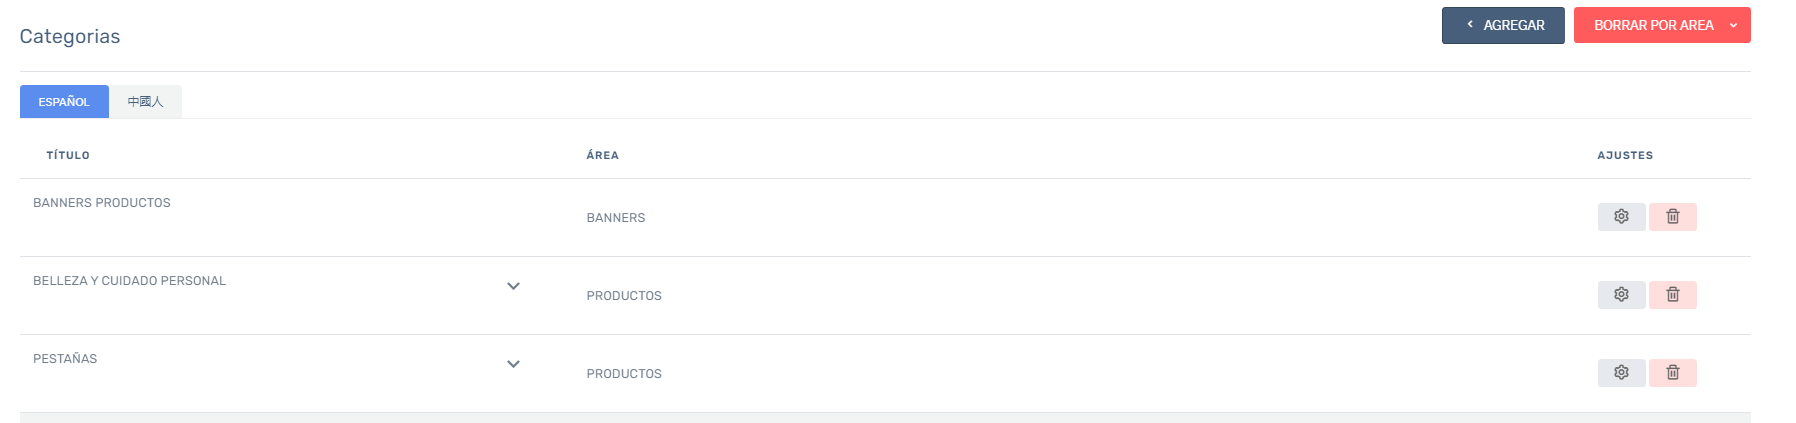 Categorias
AGREGAR
BORRAR POR AREA
ESPAÑOL
中國人
TÍTULO
ÁREA
AJUSTES
BANNERS PRODUCTOS
BANNERS
BELLEZA Y CUIDADO PERSONAL
PRODUCTOS
PESTAÑAS
PRODUCTOS